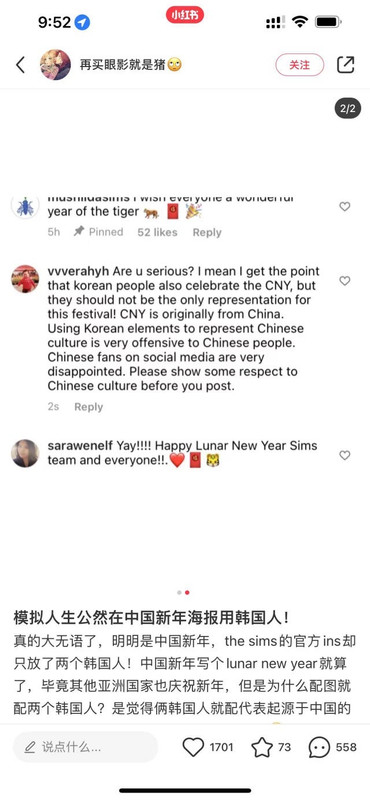 9:52
小红书
再买眼影就是猪
关注
2/2
mushiidasims I wish everyone a wonderful
year of the tiger 🐅 🧧 🎉
5h Pinned 52 likes Reply
vvverahyh Are u serious? I mean I get the point
that korean people also celebrate the CNY, but
they should not be the only representation for
this festival! CNY is originally from China.
Using Korean elements to represent Chinese
culture is very offensive to Chinese people.
Chinese fans on social media are very
disappointed. Please show some respect to
Chinese culture before you post.
2s Reply
sarawenelf Yay!!!! Happy Lunar New Year Sims
team and everyone!!.❤️🧧🐯
模拟人生公然在中国新年海报用韩国人！
真的大无语了，明明是中国新年，the sims的官方ins却
只放了两个韩国人！中国新年写个lunar new year就算
了，毕竟其他亚洲国家也庆祝新年，但是为什么配图就
配两个韩国人？是觉得俩韩国人就配代表起源于中国的
说点什么...
1701
73
558